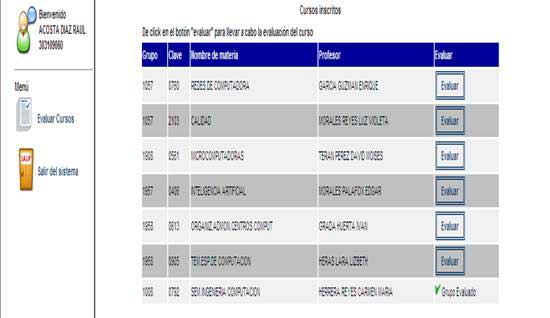 Bienvenido
ACOSTA DIAZ RAUL
303109060
Menú
Evaluar Cursos
SALIR
Salir del sistema
Cursos inscritos
De click en el botón "evaluar" para llevar a cabo la evaluación del curso
Grupo Clave Nombre de materia Profesor Evaluar
1057 0760 REDES DE COMPUTADORA GARCIA GUZMAN ENRIQUE Evaluar
1057 2103 CALIDAD MORALES REYES LUZ VIOLETA Evaluar
1908 0561 MICROCOMPUTADORAS TERAN PEREZ DAVID MOISES Evaluar
1957 0406 INTELIGENCIA ARTIFICIAL MORALES PALAFOX EDGAR Evaluar
1958 0613 ORGANIZ.ADMON.CENTROS COMPUT GRADA HUERTA IVAN Evaluar
1958 0985 TEM.ESP.DE COMPUTACION HERAS LARA LIZBETH Evaluar
1008 0792 SEM.INGENIERIA COMPUTACION HERRERA REYES CARMEN MARIA Grupo Evaluado